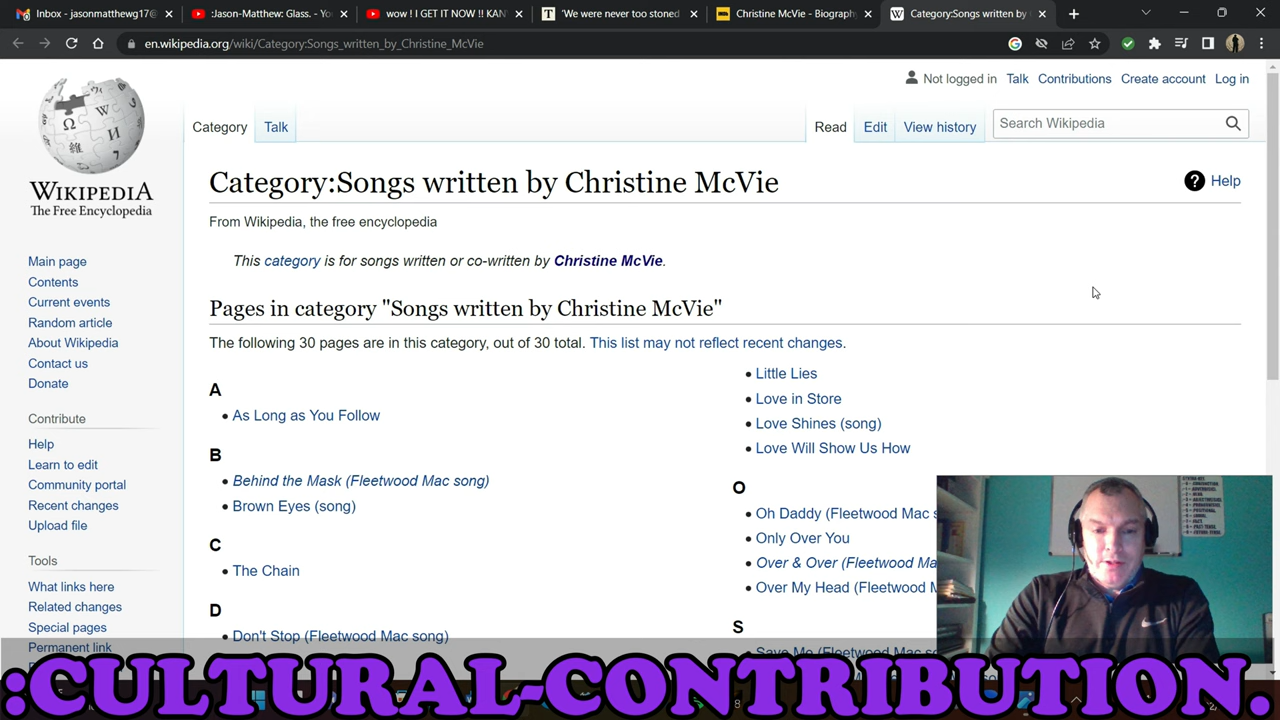 Inbox - jasonmatthewg17@
:Jason-Matthew: Glass. - Yo
wow ! I GET IT NOW !! KAN
'We were never too stoned
Christine McVie - Biography
Category:Songs written by
en.wikipedia.org/wiki/Category:Songs_written_by_Christine_McVie
Not logged in Talk Contributions Create account Log in
Category Talk Read Edit View history Search Wikipedia
WIKIPEDIA
The Free Encyclopedia
Category:Songs written by Christine McVie
Help
From Wikipedia, the free encyclopedia
This category is for songs written or co-written by Christine McVie.
Pages in category "Songs written by Christine McVie"
The following 30 pages are in this category, out of 30 total. This list may not reflect recent changes.
Main page
Contents
Current events
Random article
About Wikipedia
Contact us
Donate
Contribute
Help
Learn to edit
Community portal
Recent changes
Upload file
Tools
What links here
Related changes
Special pages
Permanent link
A
As Long as You Follow
B
Behind the Mask (Fleetwood Mac song)
Brown Eyes (song)
C
The Chain
D
Don't Stop (Fleetwood Mac song)
Little Lies
Love in Store
Love Shines (song)
Love Will Show Us How
O
Oh Daddy (Fleetwood Mac s
Only Over You
Over & Over (Fleetwood Ma
Over My Head (Fleetwood M
S
Save Me (Fleetwood Mac so
:CULTURAL-CONTRIBUTION.